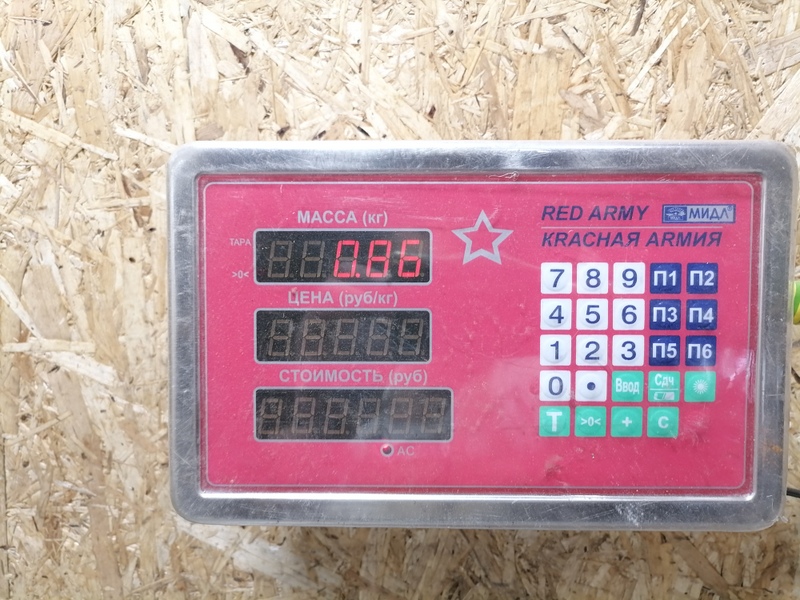 МАССА (кг)
ТАРА
>0<
0.86
ЦЕНА (руб/кг)
СТОИМОСТЬ (руб)
AC
RED ARMY МИДЛ
КRАСНАЯ АRМИЯ
7 8 9 П1 П2
4 5 6 П3 П4
1 2 3 П5 П6
0 • Ввод Сдч
T >0< + C